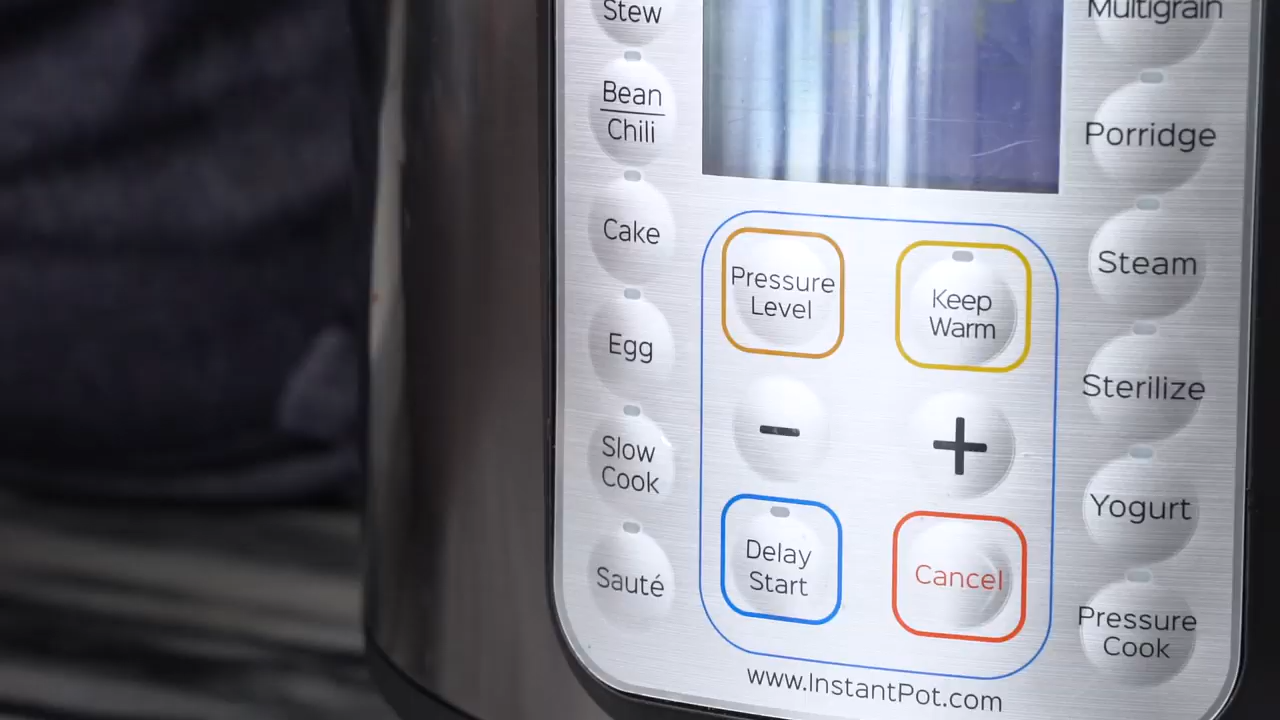 Stew
Bean
Chili
Cake
Egg
Slow
Cook
Sauté
Pressure
Level
Keep
Warm
−
+
Delay
Start
Cancel
www.InstantPot.com
Multigrain
Porridge
Steam
Sterilize
Yogurt
Pressure
Cook